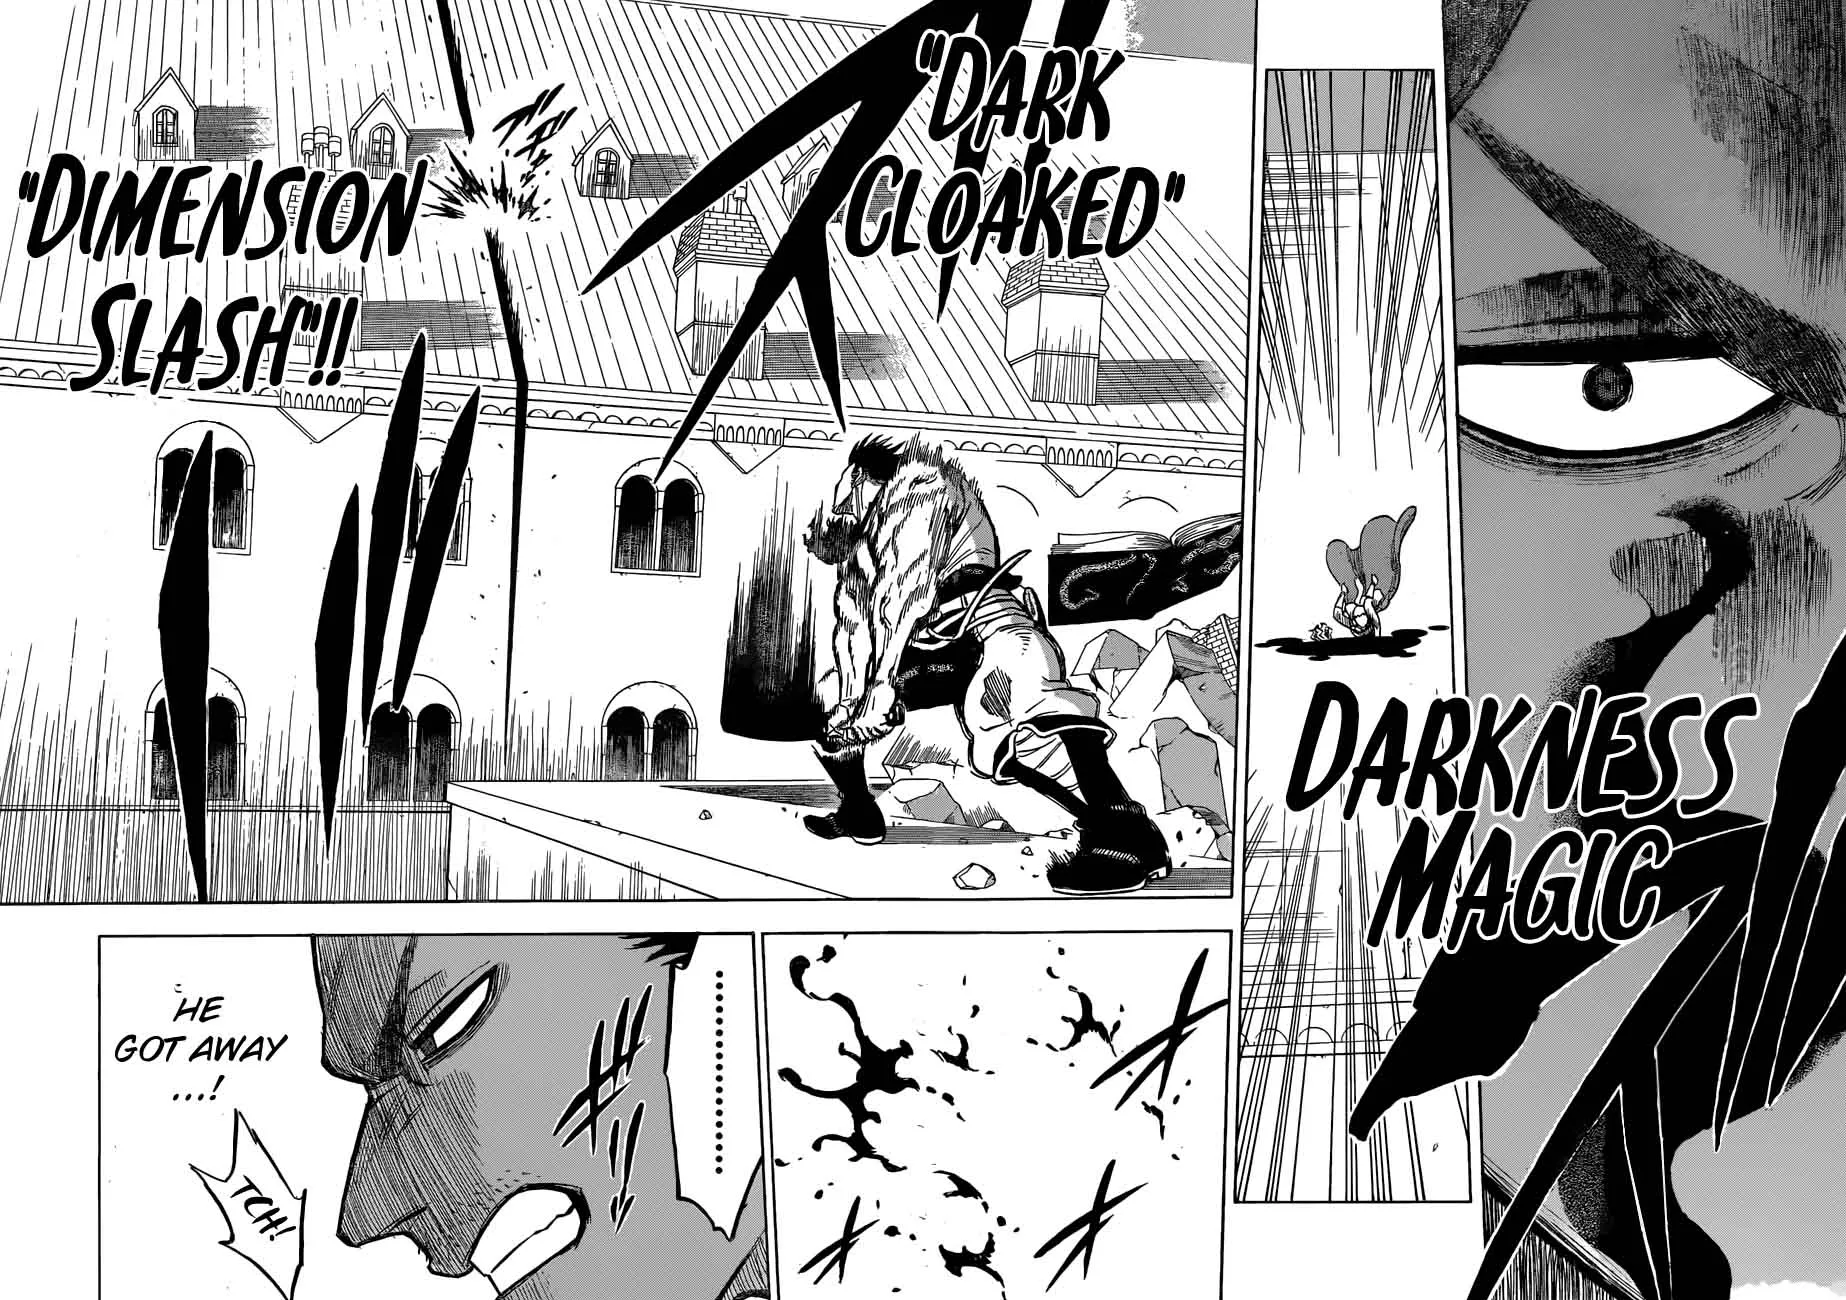 DARKNESS
MAGIC
"DARK
CLOAKED"
"DIMENSION
SLASH"!!
.........
HE
GOT AWAY
...!
TCH!